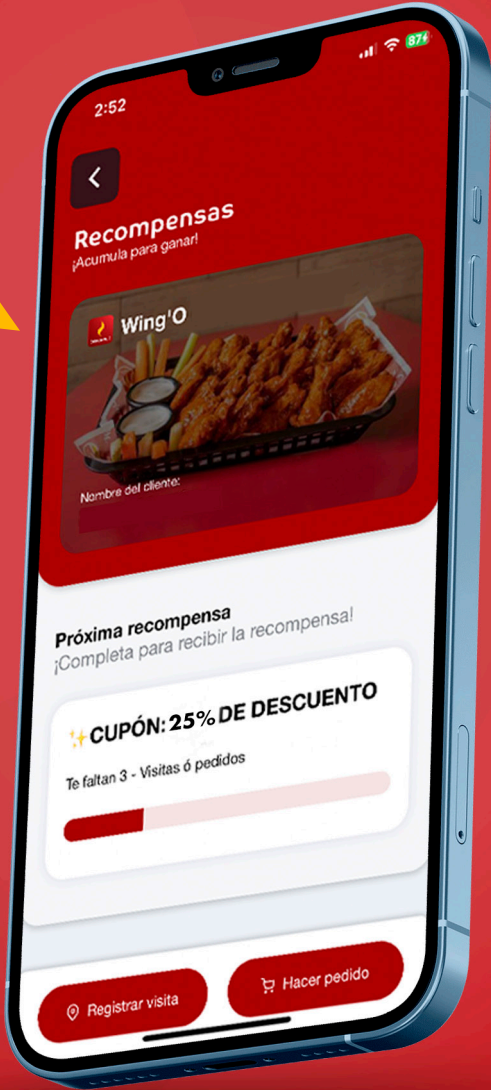 2:52
87
Recompensas
¡Acumula para ganar!
Wing'O
Nombre del cliente:
Próxima recompensa
¡Completa para recibir la recompensa!
✨CUPÓN: 25% DE DESCUENTO
Te faltan 3 - Visitas ó pedidos
Registrar visita
Hacer pedido